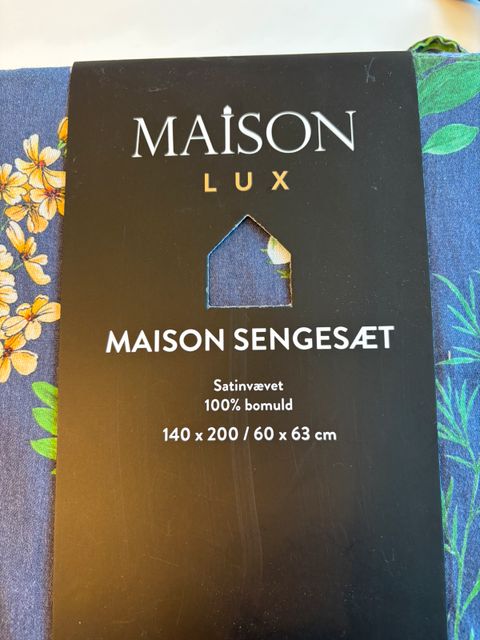 MAISON
LUX
MAISON SENGESÆT
Satinvævet
100% bomuld
140 x 200 / 60 x 63 cm